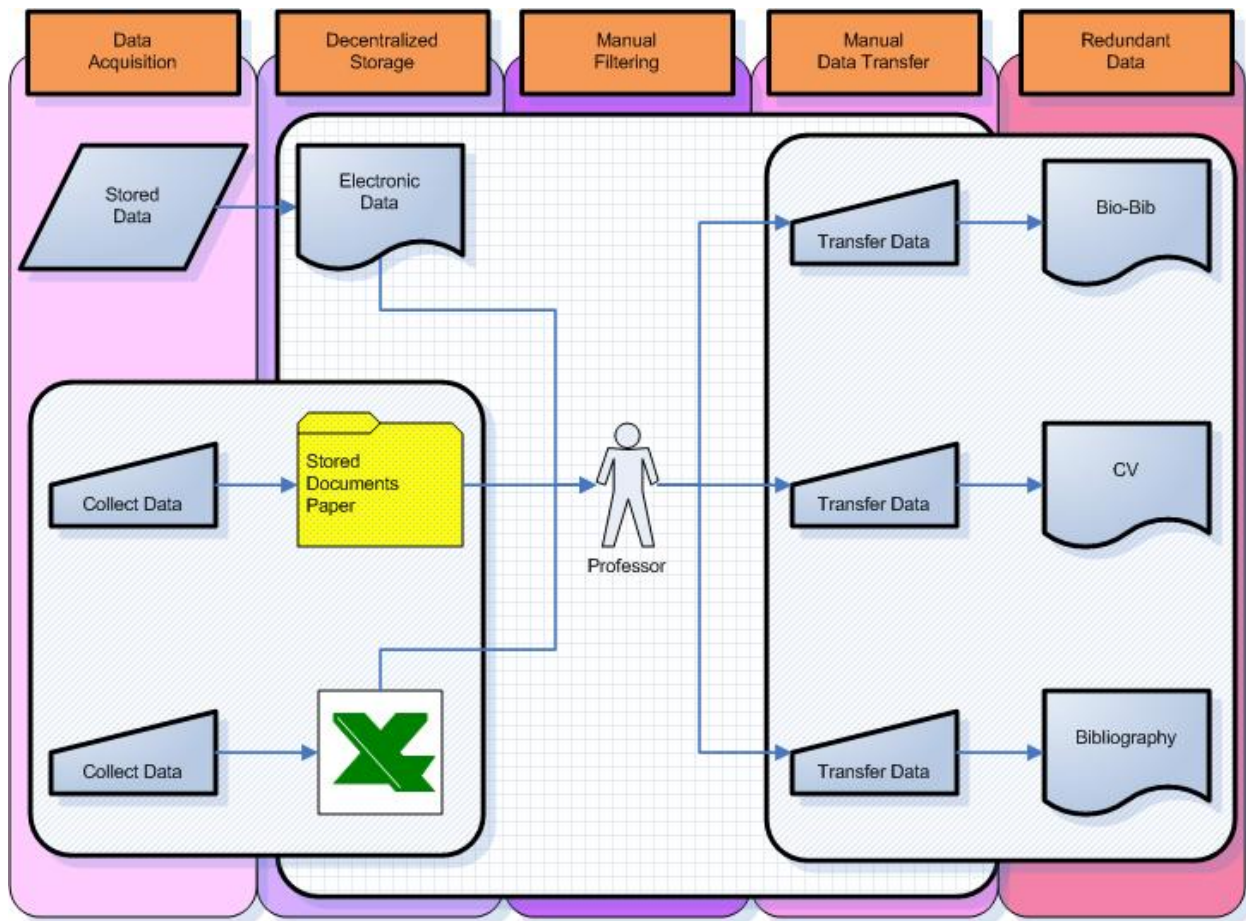 Data
Acquisition
Decentralized
Storage
Manual
Filtering
Manual
Data Transfer
Redundant
Data
Stored
Data
Electronic
Data
Transfer Data
Bio-Bib
Collect Data
Stored
Documents
Paper
Professor
Transfer Data
CV
Collect Data
Transfer Data
Bibliography